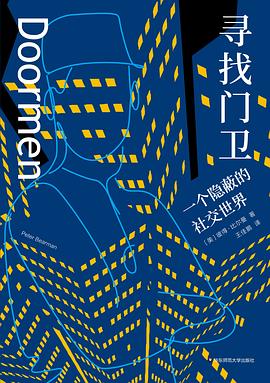 寻找门卫
一个隐蔽的
社交世界
Doormen
Peter Bearman
（美）彼得·比尔曼 著
王佳鹏 译
华东师范大学出版社